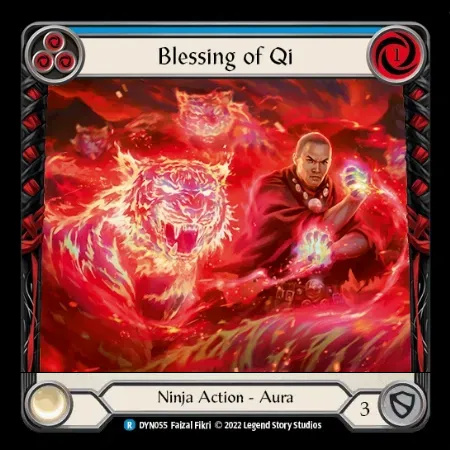 Blessing of Qi
1
Ninja Action - Aura
3
R DYN055 Faizal Fikri © 2022 Legend Story Studios